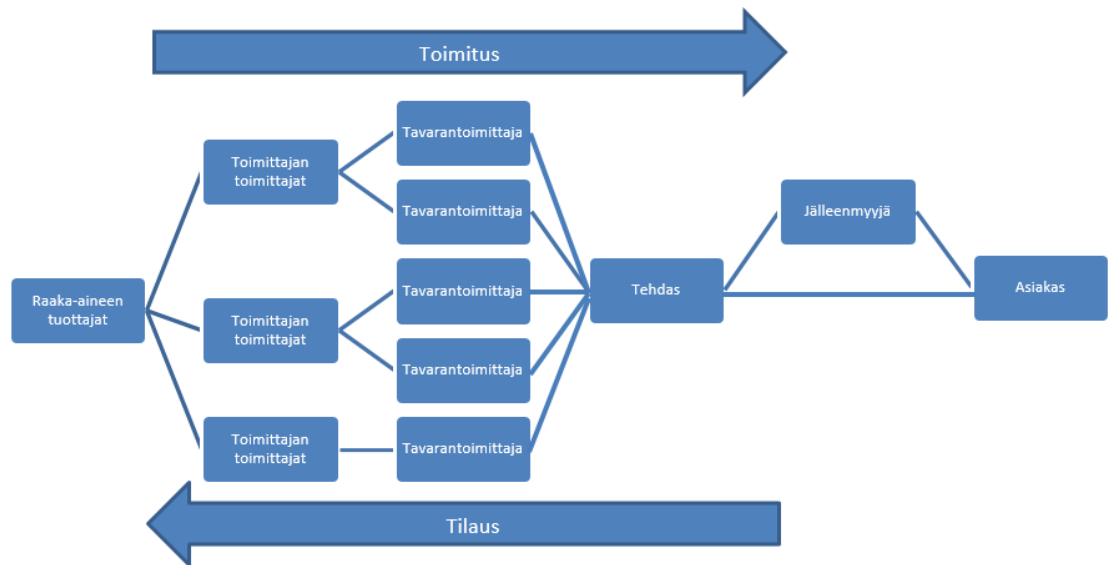 Toimitus
Raaka-aineen
tuottajat
Toimittajan
toimittajat
Toimittajan
toimittajat
Toimittajan
toimittajat
Tavarantoimittaja
Tavarantoimittaja
Tavarantoimittaja
Tavarantoimittaja
Tavarantoimittaja
Tehdas
Jälleenmyyjä
Asiakas
Tilaus